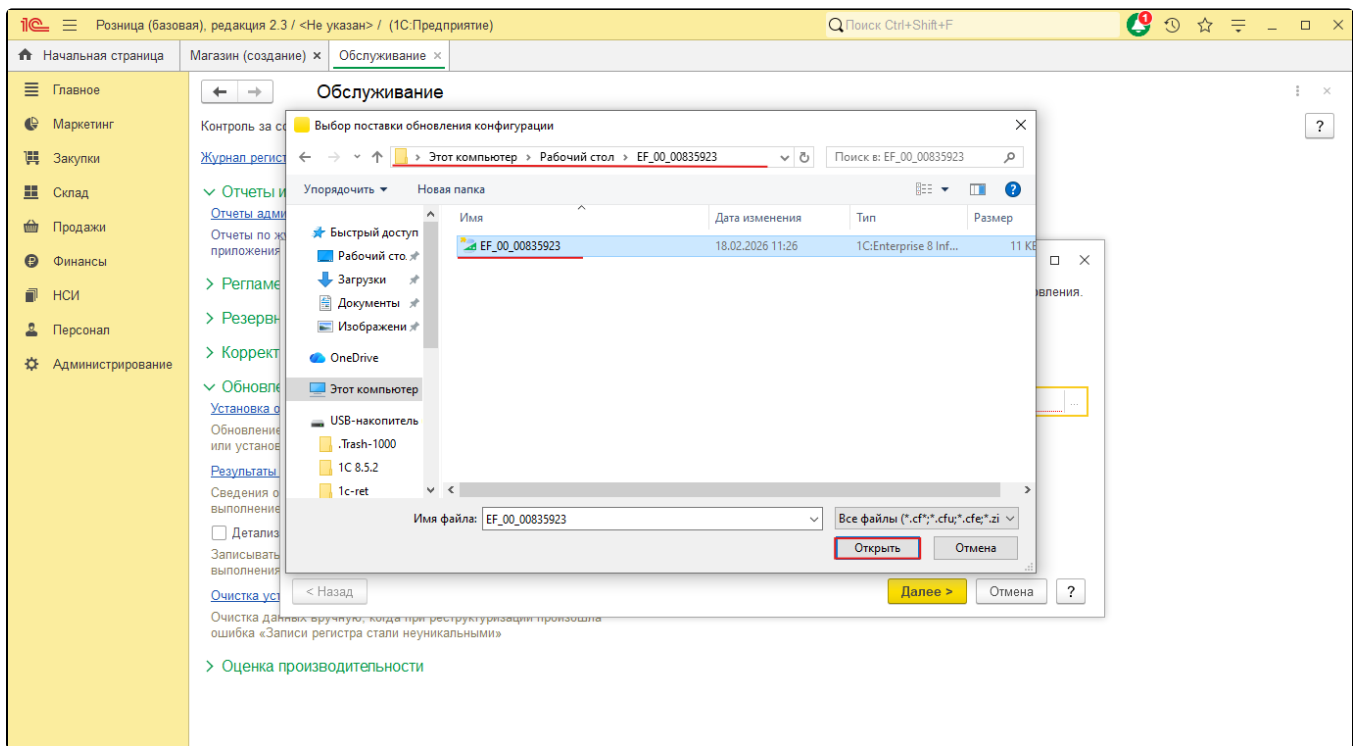 1С Розница (базовая), редакция 2.3 / <Не указан> / (1С:Предприятие) Поиск Ctrl+Shift+F 1
Начальная страница Магазин (создание) × Обслуживание ×
Главное
Маркетинг
Закупки
Склад
Продажи
Финансы
НСИ
Персонал
Администрирование
Обслуживание
Контроль за
?
Журнал регист
Отчеты и
Отчеты адми
Отчеты по
приложения
Регламе
Резерв
Коррект
Обновле
Установка о
Обновление
или установ
Результаты
Сведения о
выполнение
Детализ
Записывать
выполнения
Очистка уст
Очистка данных вручную, когда при реструктуризации произошла
ошибка «Записи регистра стали неуникальными»
Оценка производительности
Выбор поставки обновления конфигурации
Этот компьютер > Рабочий стол > EF_00_00835923 Поиск в: EF_00_00835923
Упорядочить Новая папка ?
Имя Дата изменения Тип Размер
EF_00_00835923 18.02.2026 11:26 1C:Enterprise 8 Inf... 11 КБ
Быстрый доступ
Рабочий сто.
Загрузки
Документы
Изображени
OneDrive
Этот компьютер
USB-накопитель
.Trash-1000
1C 8.5.2
1c-ret
Имя файла: EF_00_00835923 Все файлы (*.cf*;*.cfu;*.cfe;*.zi
Открыть Отмена
овления.
...
< Назад Далее > Отмена ?